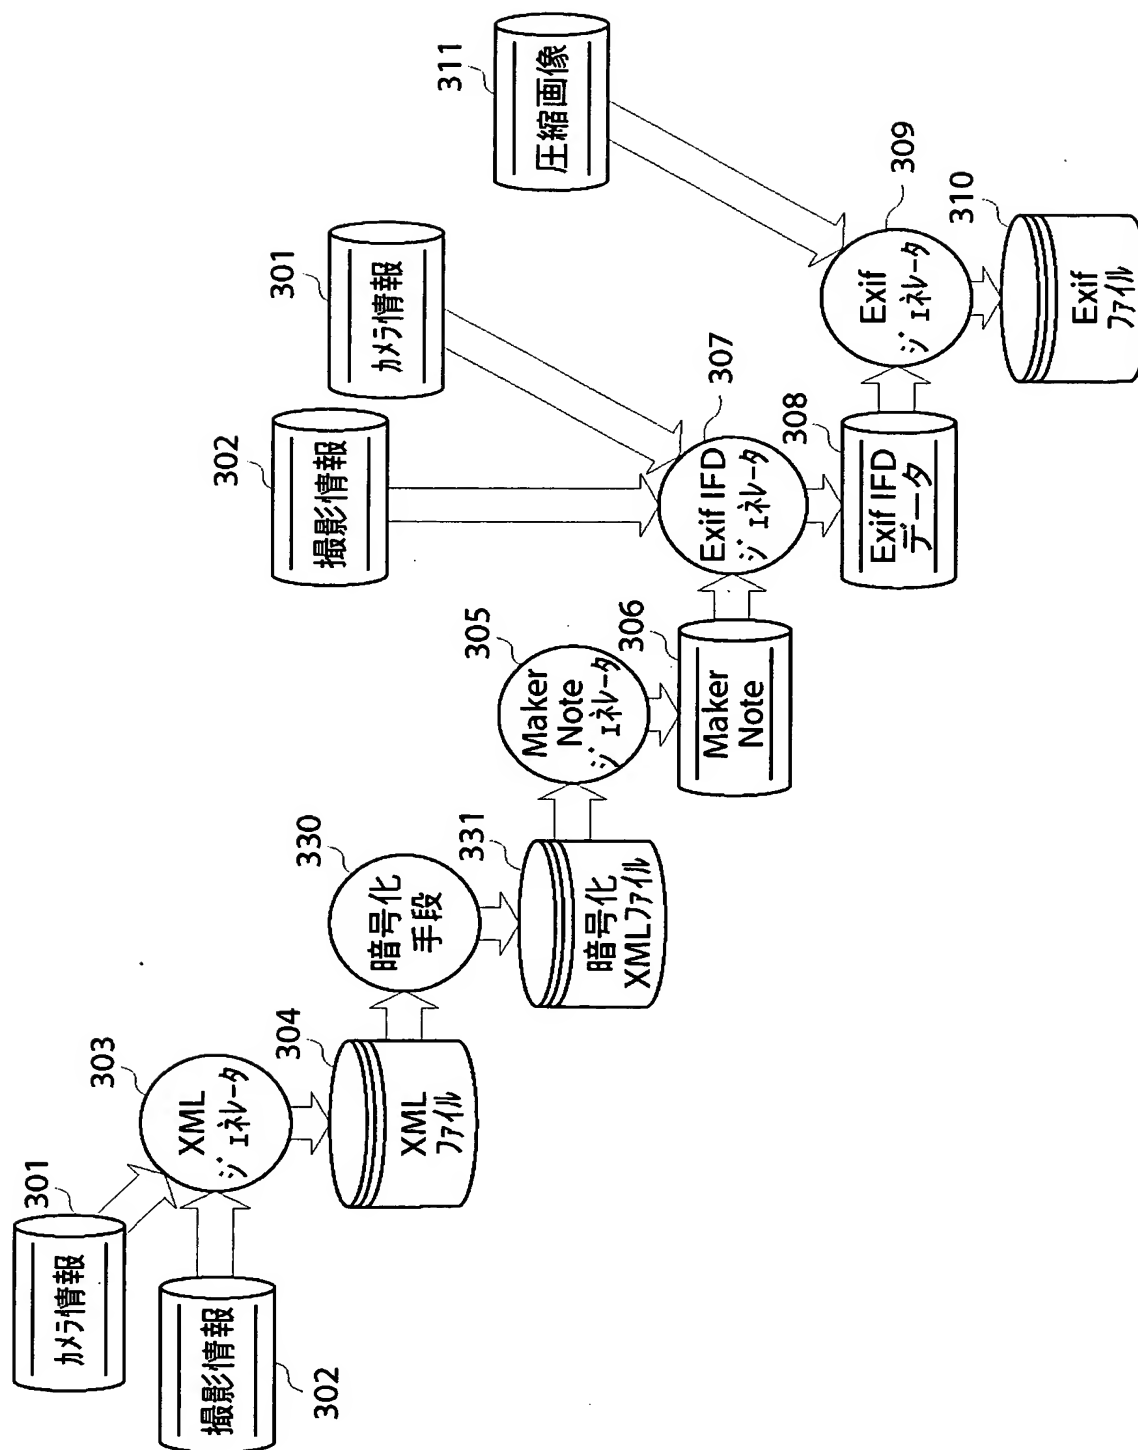 301
カメラ情報
302
撮影情報
303
XML
ジェネレータ
304
XML
ファイル
330
暗号化
手段
331
暗号化
XMLファイル
305
Maker
Note
ジェネレータ
306
Maker
Note
302
撮影情報
301
カメラ情報
307
Exif IFD
ジェネレータ
308
Exif IFD
データ
311
圧縮画像
309
Exif
ジェネレータ
310
Exif
ファイル